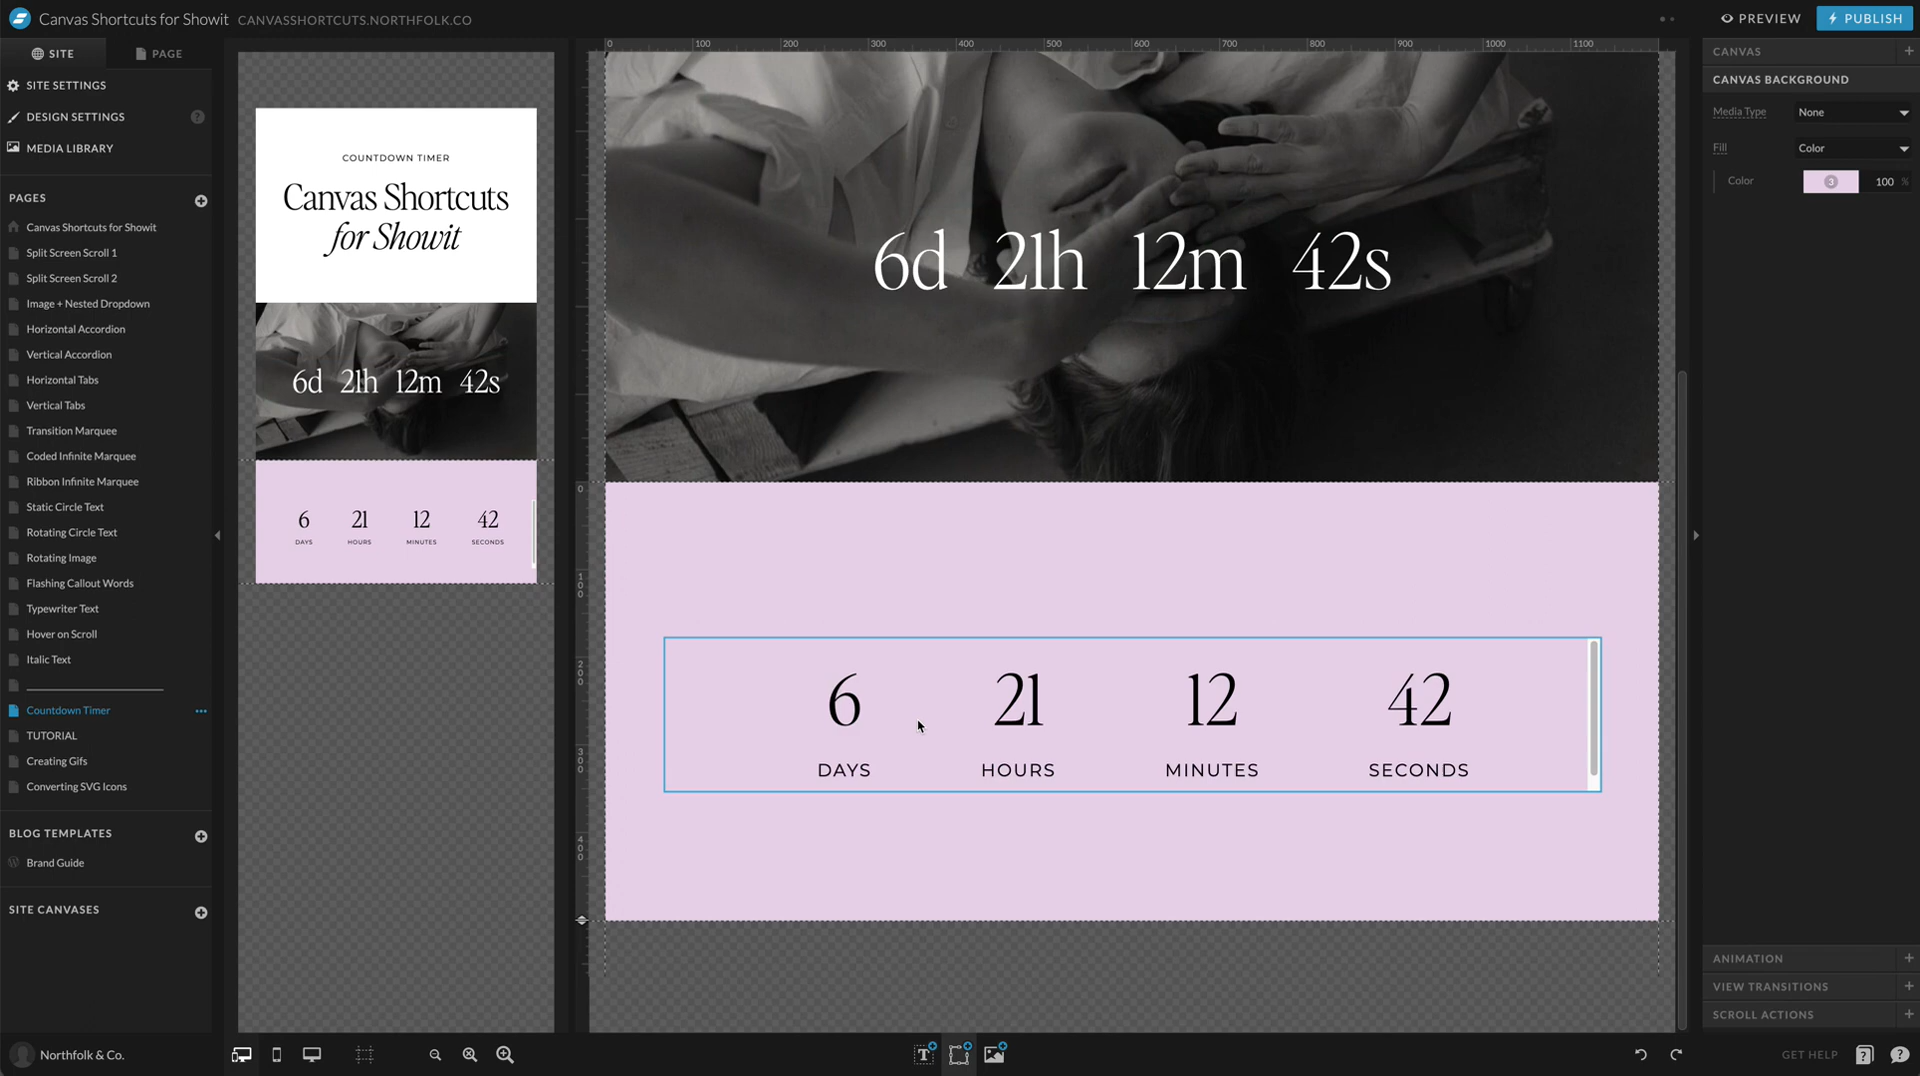 Canvas Shortcuts for Showit CANVASSHORTCUTS.NORTHFOLK.CO
PREVIEW
PUBLISH
SITE
PAGE
SITE SETTINGS
DESIGN SETTINGS
?
MEDIA LIBRARY
PAGES
Canvas Shortcuts for Showit
Split Screen Scroll 1
Split Screen Scroll 2
Image + Nested Dropdown
Horizontal Accordion
Vertical Accordion
Horizontal Tabs
Vertical Tabs
Transition Marquee
Coded Infinite Marquee
Ribbon Infinite Marquee
Static Circle Text
Rotating Circle Text
Rotating Image
Flashing Callout Words
Typewriter Text
Hover on Scroll
Italic Text
Countdown Timer
TUTORIAL
Creating Gifs
Converting SVG Icons
BLOG TEMPLATES
Brand Guide
SITE CANVASES
Northfolk & Co.
COUNTDOWN TIMER
Canvas Shortcuts
for Showit
6d 21h 12m 42s
6 21 12 42
DAYS HOURS MINUTES SECONDS
0 100 200 300 400 500 600 700 800 900 1000 1100
6d 21h 12m 42s
0
100
200
300
400
6 21 12 42
DAYS HOURS MINUTES SECONDS
T
CANVAS
CANVAS BACKGROUND
Media Type None
Fill Color
Color 3 100 %
ANIMATION
VIEW TRANSITIONS
SCROLL ACTIONS
GET HELP
?
?